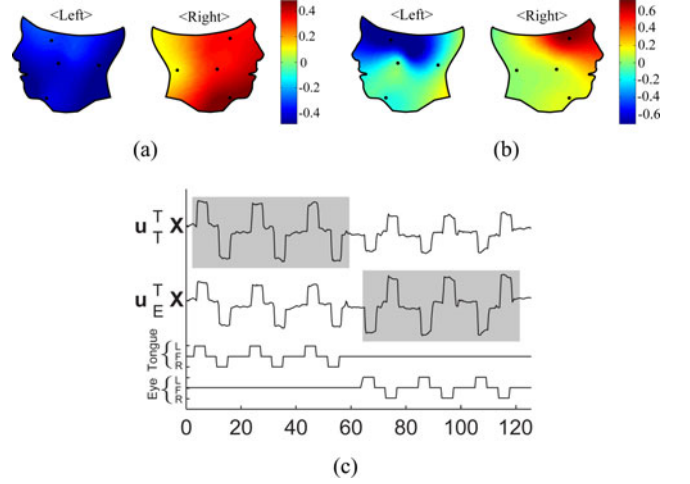 <Left> <Right> 0.4 0.2 0 -0.2 -0.4
<Left> <Right> 0.6 0.4 0.2 0 -0.2 -0.4 -0.6
(a) (b)
u T T X
u T E X
Tongue { L F R
Eye { L F R
0 20 40 60 80 100 120
(c)